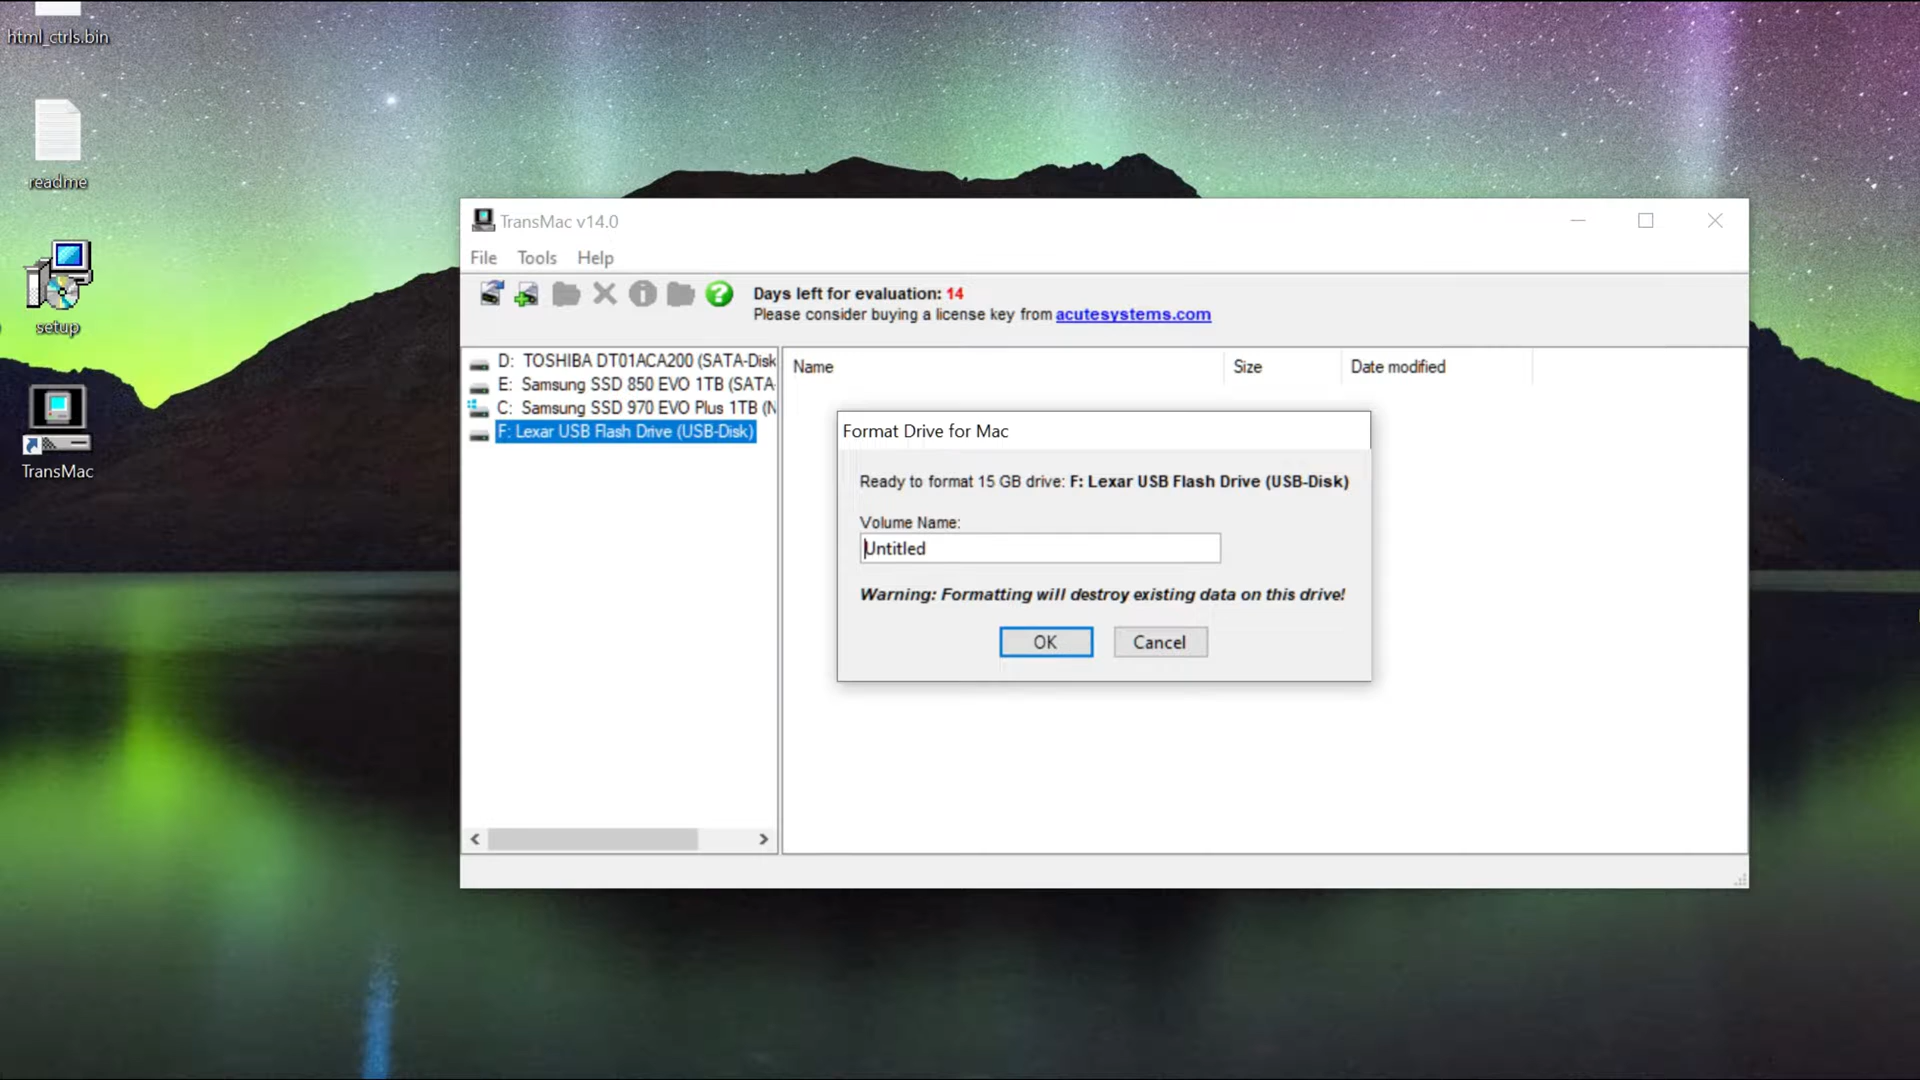 html_ctrls.bin
readme
setup
TransMac
TransMac v14.0
File Tools Help
Days left for evaluation: 14
Please consider buying a license key from acutesystems.com
D: TOSHIBA DT01ACA200 (SATA-Disk
E: Samsung SSD 850 EVO 1TB (SATA-
C: Samsung SSD 970 EVO Plus 1TB (N
F: Lexar USB Flash Drive (USB-Disk)
Name Size Date modified
Format Drive for Mac
Ready to format 15 GB drive: F: Lexar USB Flash Drive (USB-Disk)
Volume Name:
Untitled
Warning: Formatting will destroy existing data on this drive!
OK Cancel